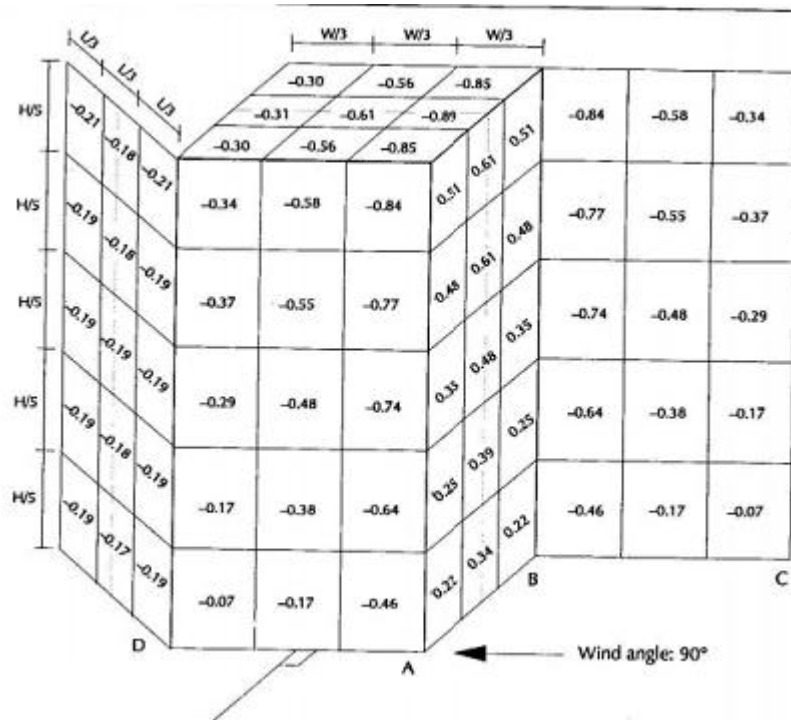 W/3 W/3 W/3
L/3 L/3 L/3
H/5 H/5 H/5 H/5 H/5
-0.30 -0.56 -0.85
-0.31 -0.61 -0.89
-0.30 -0.56 -0.85
-0.21 -0.18 -0.21
-0.19 -0.18 -0.19
-0.19 -0.19 -0.19
-0.19 -0.18 -0.19
-0.19 -0.17 -0.19
-0.34 -0.58 -0.84
-0.37 -0.55 -0.77
-0.29 -0.48 -0.74
-0.17 -0.38 -0.64
-0.07 -0.17 -0.46
0.51 0.61 0.51
0.48 0.61 0.48
0.35 0.48 0.35
0.25 0.39 0.25
0.22 0.34 0.22
-0.84 -0.58 -0.34
-0.77 -0.55 -0.37
-0.74 -0.48 -0.29
-0.64 -0.38 -0.17
-0.46 -0.17 -0.07
B C
D A
Wind angle: 90°